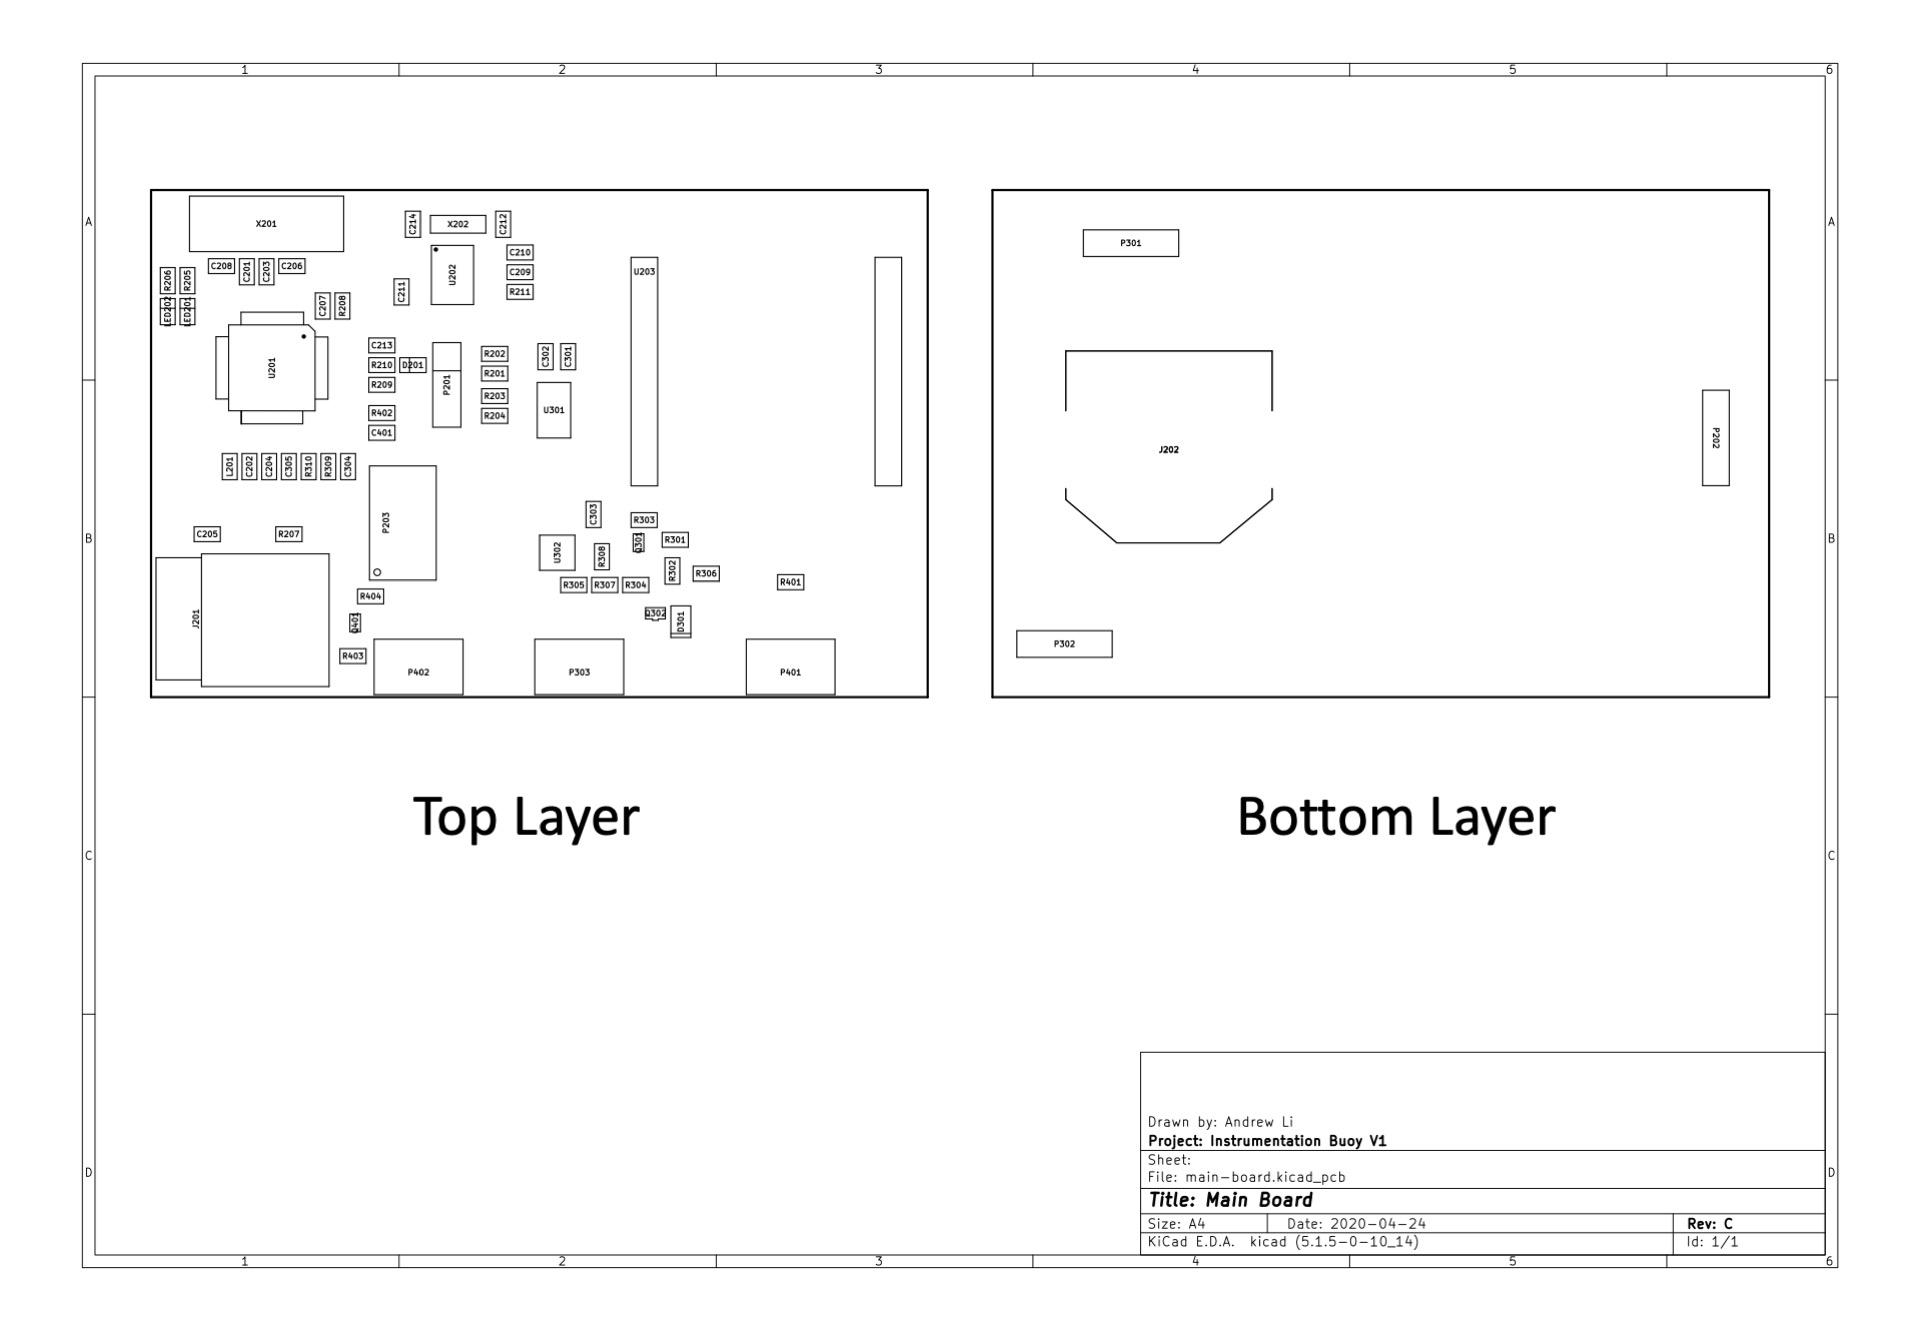 1 2 3 4 5 6
A A
X201
C214 X202 C212
P301
C210
C208 C201 C203 C206
U203
C209
R206 R205
U202
C211 R211
LED202 LED201
C207 R208
C213
R202 C302 C301
R210 D201
U201
R201
R209 P201
R203
U301
R402
R204
C401
P202
J202
L201 C202 C204 C305 R310 R309 C304
C303
R303
P203
C205 R207
B B
Q301 R301
U302 R308
R302 R306
R401
R305 R307 R304
R404
Q302 D301
J201
Q401
P302
R403
P402 P303 P401
Top Layer
Bottom Layer
C C
Drawn by: Andrew Li
Project: Instrumentation Buoy V1
Sheet:
D D
File: main-board.kicad_pcb
Title: Main Board
Size: A4 Date: 2020-04-24 Rev: C
KiCad E.D.A. kicad (5.1.5-0-10_14) Id: 1/1
1 2 3 4 5 6